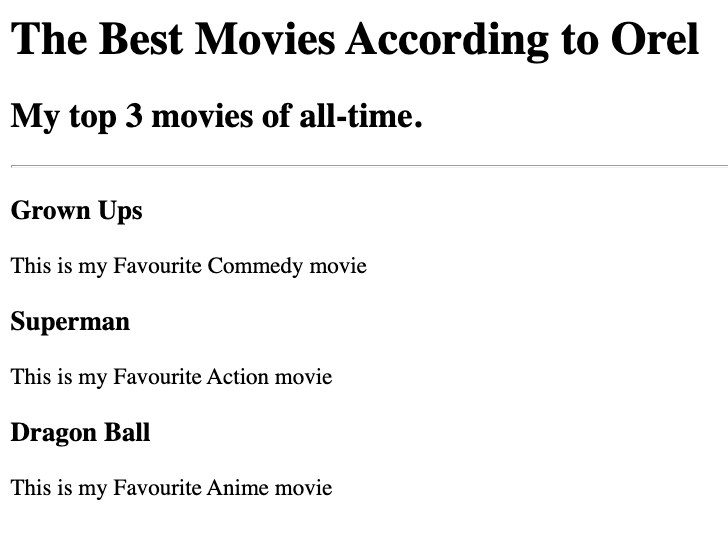 The Best Movies According to Orel
My top 3 movies of all-time.
Grown Ups
This is my Favourite Commedy movie
Superman
This is my Favourite Action movie
Dragon Ball
This is my Favourite Anime movie